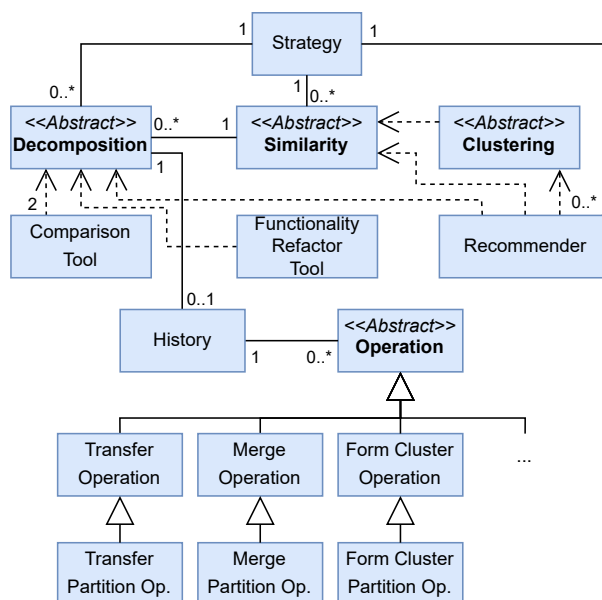 1
Strategy
1
1
0..*
0..*
<<Abstract>>
Decomposition
0..*
1
<<Abstract>>
Similarity
<<Abstract>>
Clustering
1
2
0..*
Comparison
Tool
Functionality
Refactor
Tool
Recommender
0..1
History
1
0..*
<<Abstract>>
Operation
Transfer
Operation
Merge
Operation
Form Cluster
Operation
...
Transfer
Partition Op.
Merge
Partition Op.
Form Cluster
Partition Op.